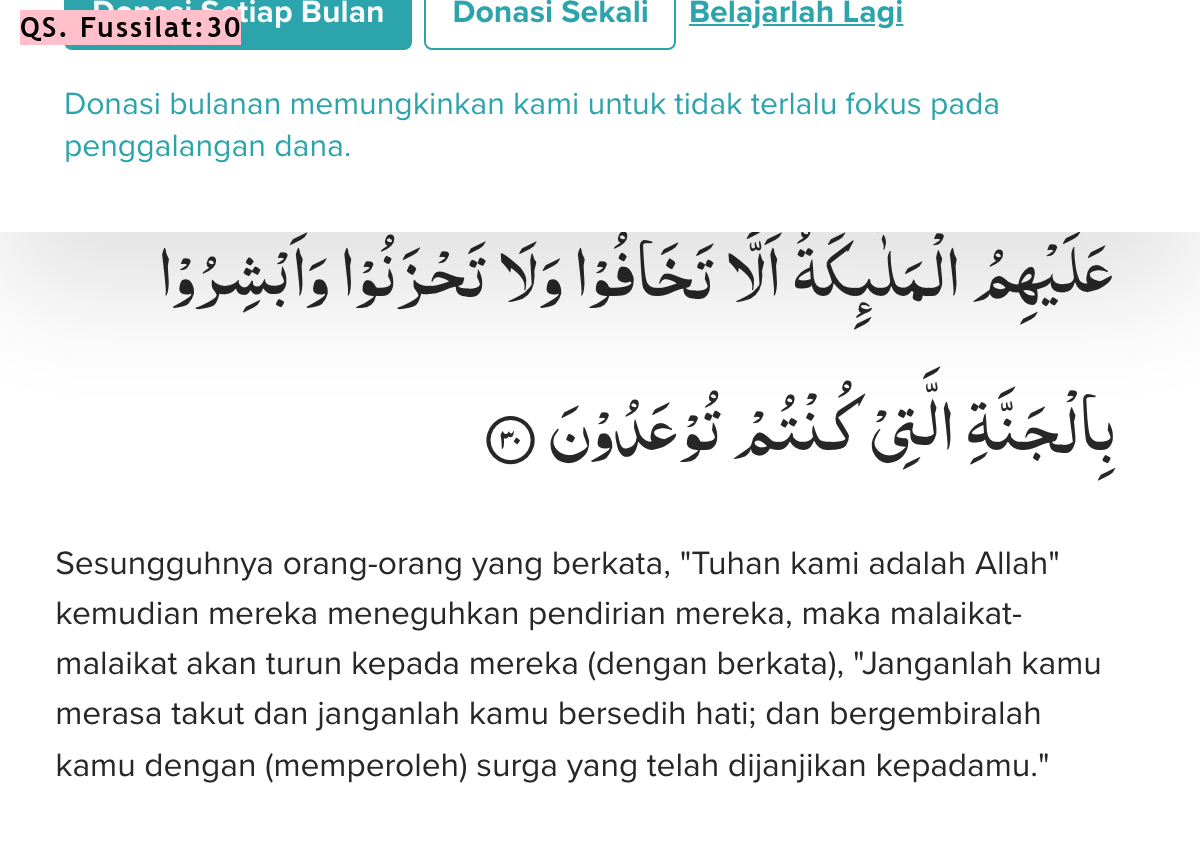 Donasi Setiap Bulan Donasi Sekali Belajarlah Lagi
QS. Fussilat:30
Donasi bulanan memungkinkan kami untuk tidak terlalu fokus pada
penggalangan dana.
عَلَيْهِمُ الْمَلٰۤىِٕكَةُ اَلَّا تَخَافُوْا وَلَا تَحْزَنُوْا وَاَبْشِرُوْا
بِالْجَنَّةِ الَّتِيْ كُنْتُمْ تُوْعَدُوْنَ ٣٠
Sesungguhnya orang-orang yang berkata, "Tuhan kami adalah Allah"
kemudian mereka meneguhkan pendirian mereka, maka malaikat-
malaikat akan turun kepada mereka (dengan berkata), "Janganlah kamu
merasa takut dan janganlah kamu bersedih hati; dan bergembiralah
kamu dengan (memperoleh) surga yang telah dijanjikan kepadamu."